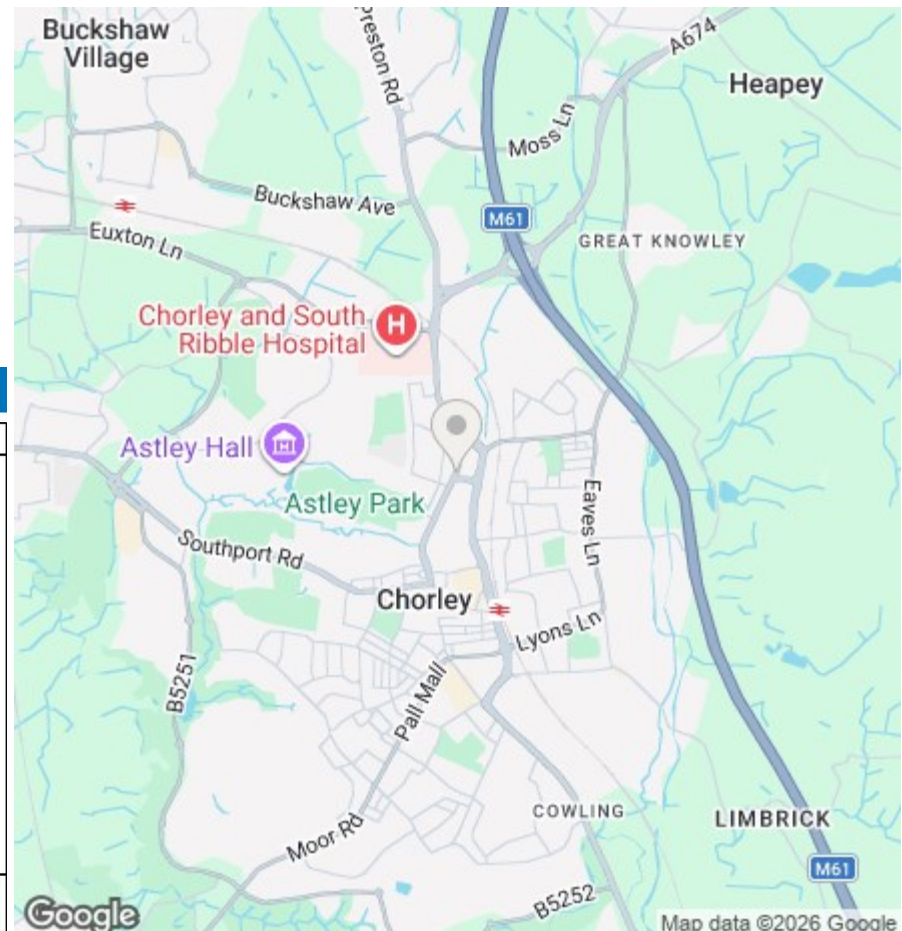 Buckshaw
Village
Preston Rd
A674
Heapey
Moss Ln
Buckshaw Ave
M61
Euxton Ln
GREAT KNOWLEY
Chorley and South
Ribble Hospital
H
Astley Hall
Astley Park
Eaves Ln
Southport Rd
Chorley
Lyons Ln
B5251
Pall Mall
COWLING
LIMBRICK
Moor Rd
M61
B5252
Google
Map data ©2026 Google